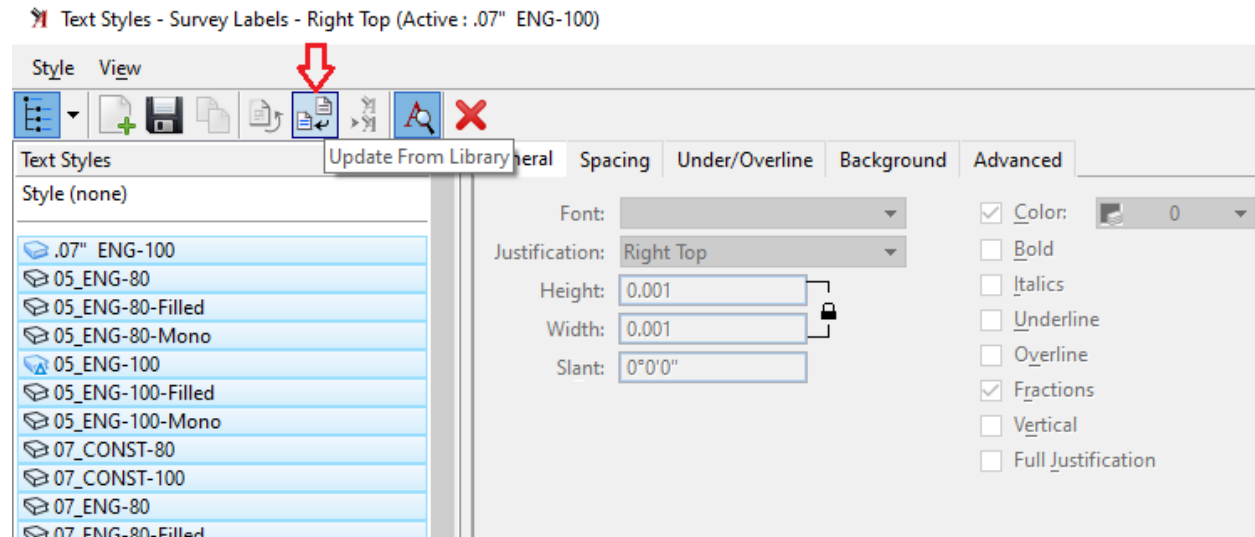 Text Styles - Survey Labels - Right Top (Active : .07"  ENG-100)
Style View
Update From Library
Text Styles
neral Spacing Under/Overline Background Advanced
Style (none)
.07"  ENG-100
05_ENG-80
05_ENG-80-Filled
05_ENG-80-Mono
05_ENG-100
05_ENG-100-Filled
05_ENG-100-Mono
07_CONST-80
07_CONST-100
07_ENG-80
07_ENG-80-Filled
Font:
Justification: Right Top
Height: 0.001
Width: 0.001
Slant: 0°0'0"
Color: 0
Bold
Italics
Underline
Overline
Fractions
Vertical
Full Justification